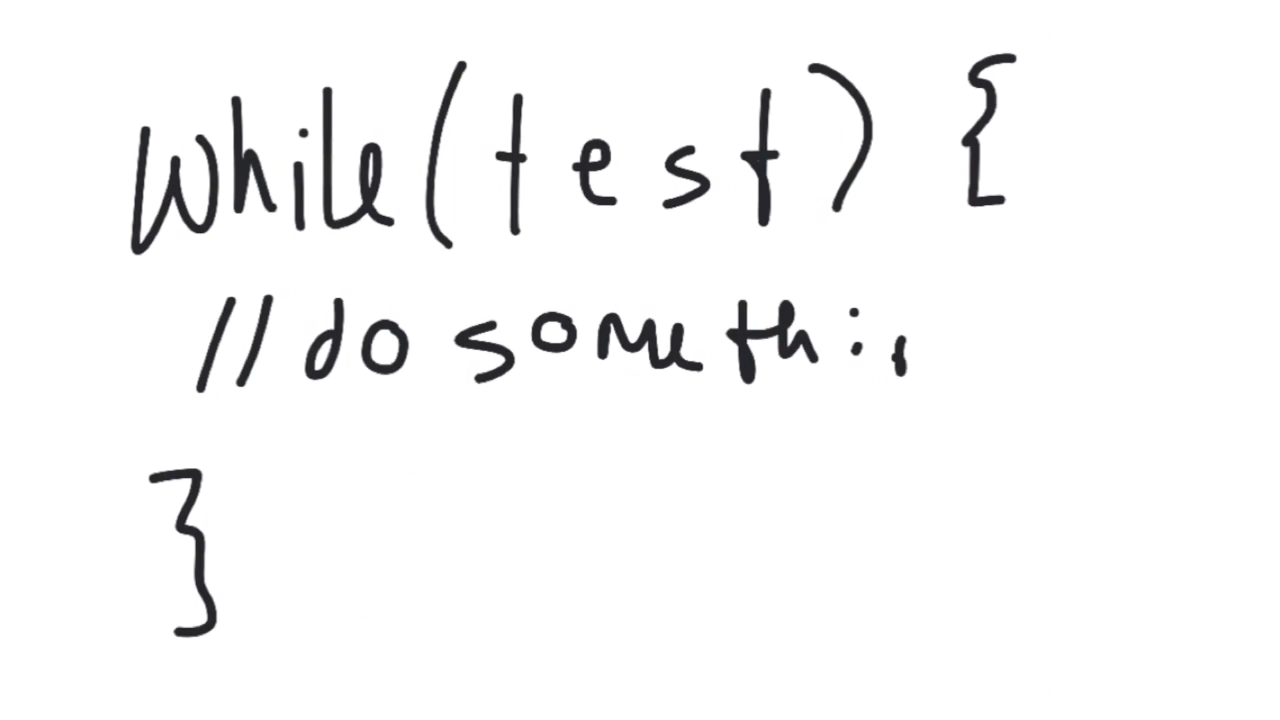 while(test) {
//do somethi
}